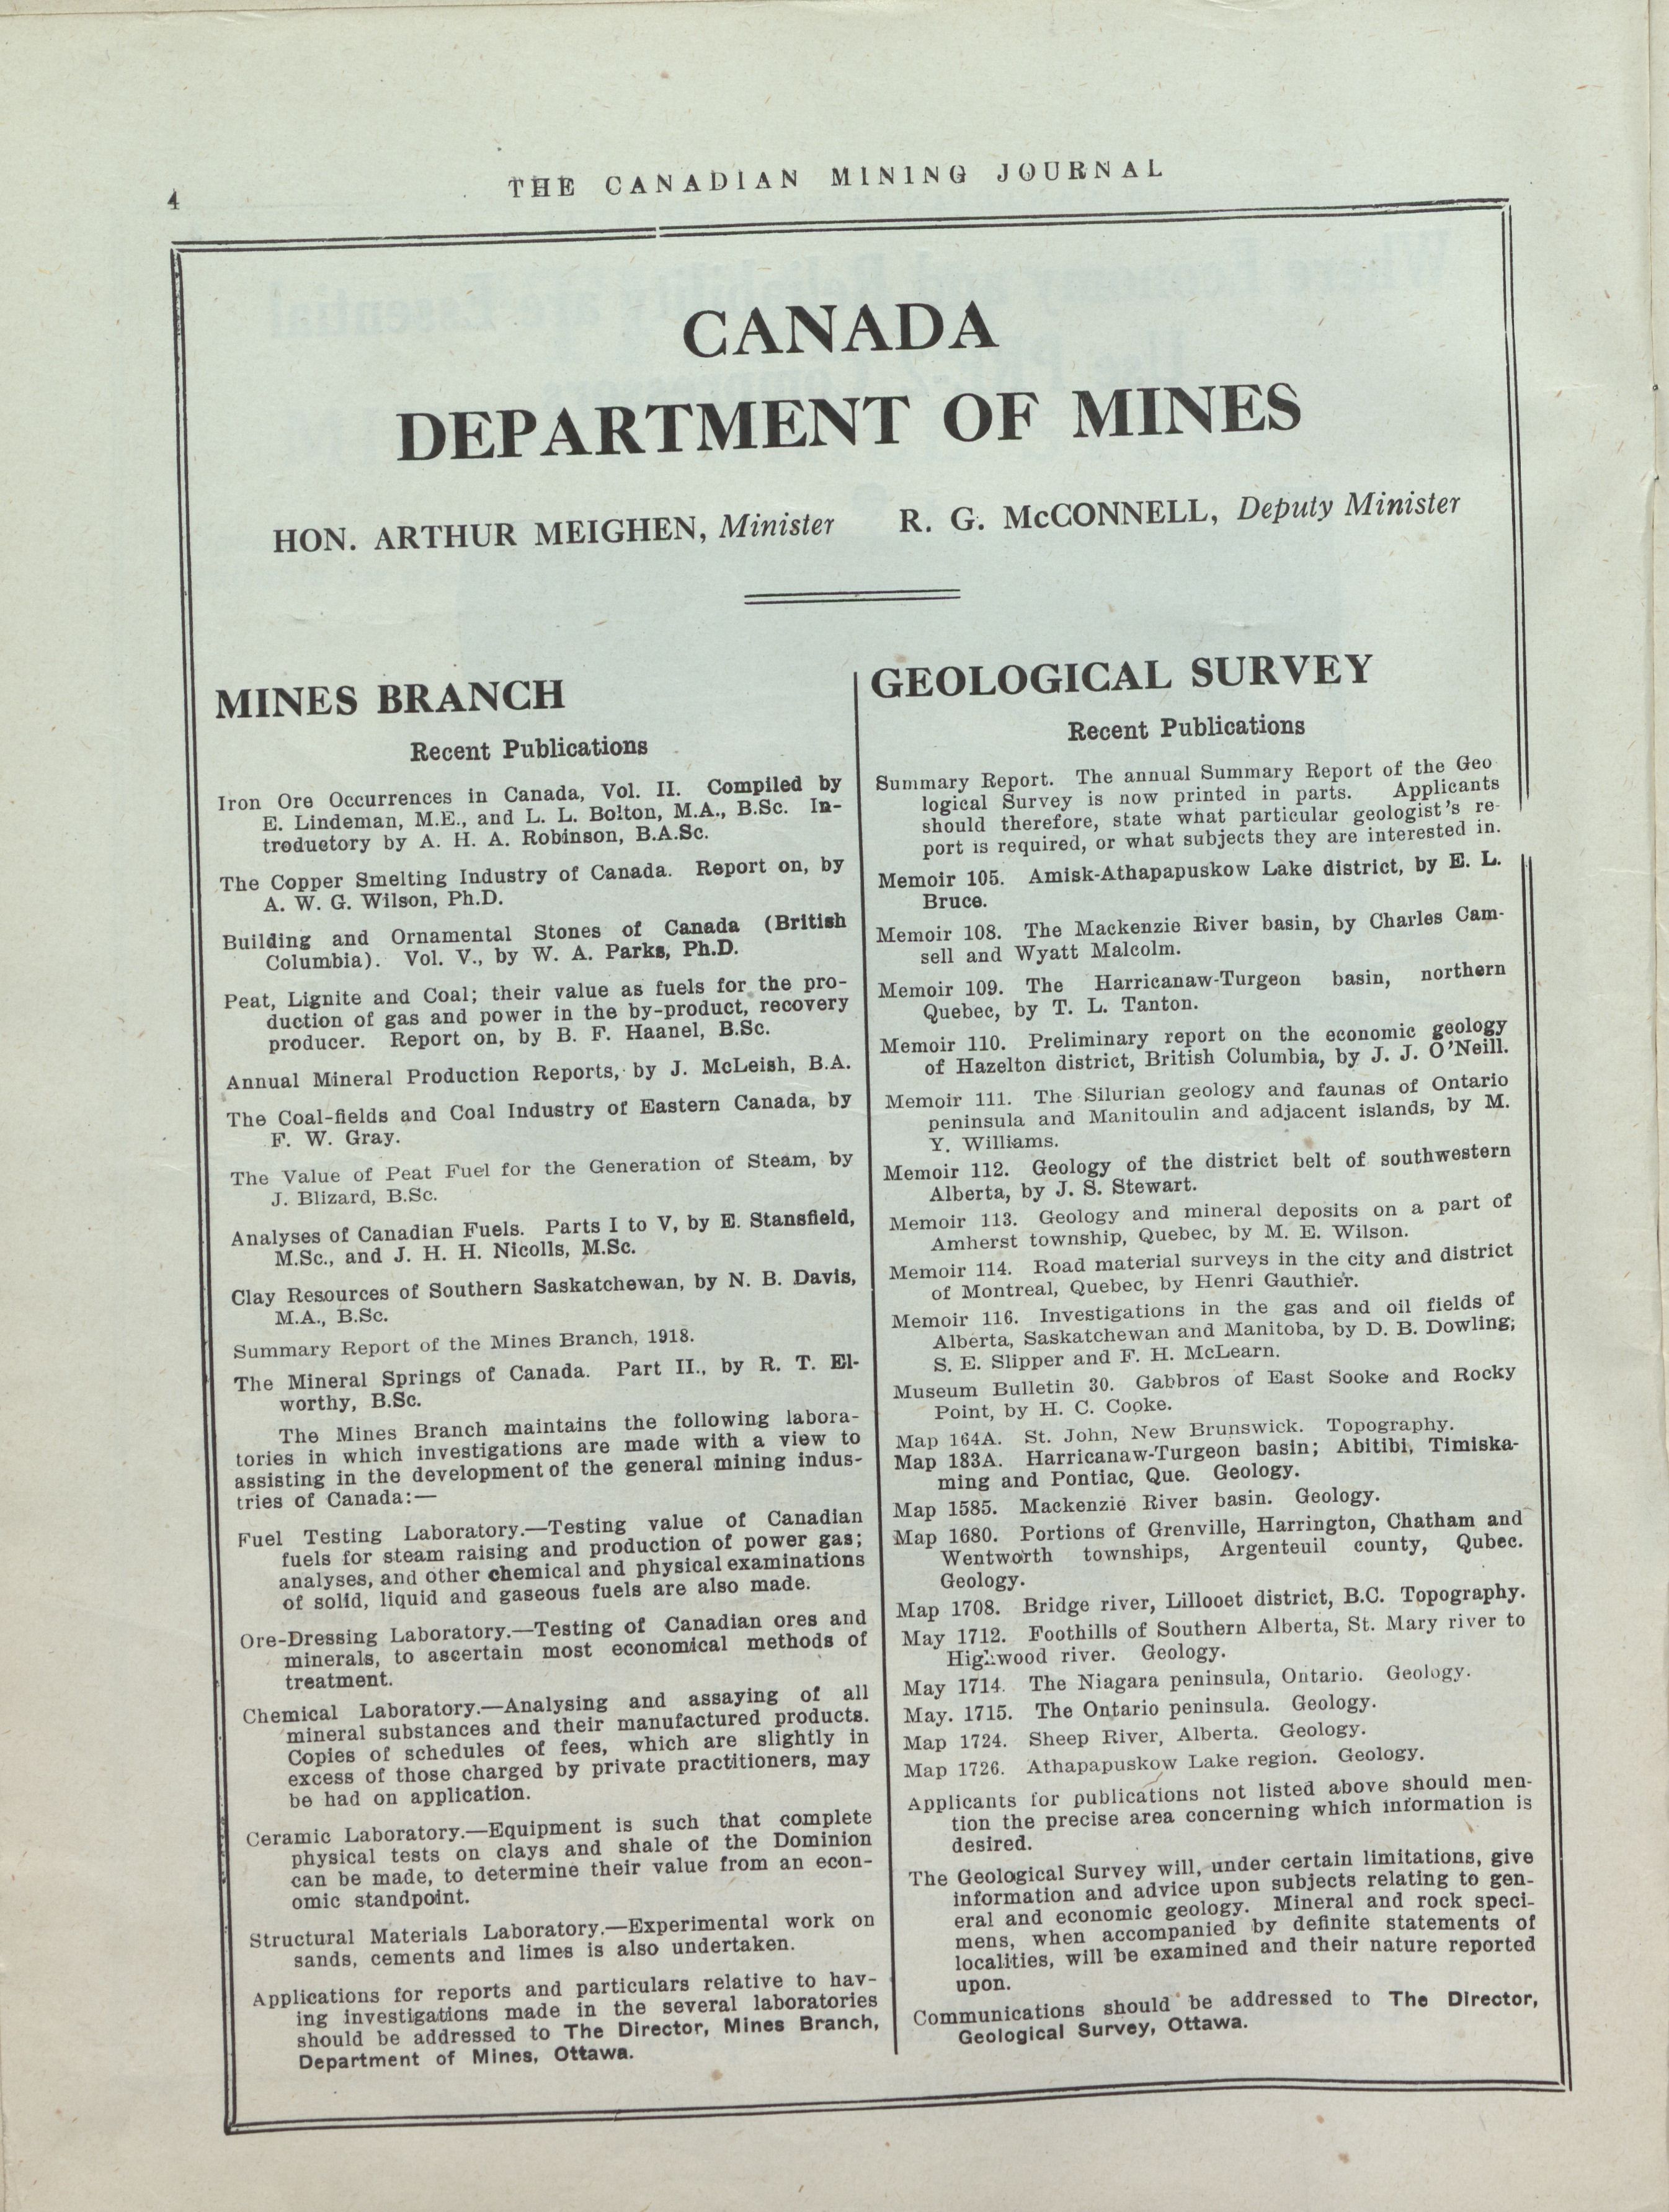 4
THE CANADIAN MINING JOURNAL
CANADA
DEPARTMENT OF MINES
HON. ARTHUR MEIGHEN, Minister R. G. McCONNELL, Deputy Minister
MINES BRANCH
Recent Publications
Iron Ore Occurrences in Canada, Vol. II. Compiled by
E. Lindeman, M.E., and L. L. Bolton, M.A., B.Sc. In-
troductory by A. H. A. Robinson, B.A.Sc.
The Copper Smelting Industry of Canada. Report on, by
A. W. G. Wilson, Ph.D.
Building and Ornamental Stones of Canada (British
Columbia). Vol. V., by W. A. Parks, Ph.D.
Peat, Lignite and Coal; their value as fuels for the pro-
duction of gas and power in the by-product, recovery
producer. Report on, by B. F. Haanel, B.Sc.
Annual Mineral Production Reports, by J. McLeish, B.A.
The Coal-fields and Coal Industry of Eastern Canada, by
F. W. Gray.
The Value of Peat Fuel for the Generation of Steam, by
J. Blizard, B.Sc.
Analyses of Canadian Fuels. Parts I to V, by E. Stansfield,
M.Sc., and J. H. H. Nicolls, M.Sc.
Clay Resources of Southern Saskatchewan, by N. B. Davis,
M.A., B.Sc.
Summary Report of the Mines Branch, 1918.
The Mineral Springs of Canada. Part II., by R. T. El-
worthy, B.Sc.
The Mines Branch maintains the following labora-
tories in which investigations are made with a view to
assisting in the development of the general mining indus-
tries of Canada:—
Fuel Testing Laboratory.—Testing value of Canadian
fuels for steam raising and production of power gas;
analyses, and other chemical and physical examinations
of solid, liquid and gaseous fuels are also made.
Ore-Dressing Laboratory.—Testing of Canadian ores and
minerals, to ascertain most economical methods of
treatment.
Chemical Laboratory.—Analysing and assaying of all
mineral substances and their manufactured products.
Copies of schedules of fees, which are slightly in
excess of those charged by private practitioners, may
be had on application.
Ceramic Laboratory.—Equipment is such that complete
physical tests on clays and shale of the Dominion
can be made, to determine their value from an econ-
omic standpoint.
Structural Materials Laboratory.—Experimental work on
sands, cements and limes is also undertaken.
Applications for reports and particulars relative to hav-
ing investigations made in the several laboratories
should be addressed to The Director, Mines Branch,
Department of Mines, Ottawa.
GEOLOGICAL SURVEY
Recent Publications
Summary Report. The annual Summary Report of the Geo
logical Survey is now printed in parts. Applicants
should therefore, state what particular geologist's re-
port is required, or what subjects they are interested in.
Memoir 105. Amisk-Athapapuskow Lake district, by E. L.
Bruce.
Memoir 108. The Mackenzie River basin, by Charles Cam-
sell and Wyatt Malcolm.
Memoir 109. The Harricanaw-Turgeon basin, northern
Quebec, by T. L. Tanton.
Memoir 110. Preliminary report on the economic geology
of Hazelton district, British Columbia, by J. J. O'Neill.
Memoir 111. The Silurian geology and faunas of Ontario
peninsula and Manitoulin and adjacent islands, by M.
Y. Williams.
Memoir 112. Geology of the district belt of southwestern
Alberta, by J. S. Stewart.
Memoir 113. Geology and mineral deposits on a part of
Amherst township, Quebec, by M. E. Wilson.
Memoir 114. Road material surveys in the city and district
of Montreal, Quebec, by Henri Gauthier.
Memoir 116. Investigations in the gas and oil fields of
Alberta, Saskatchewan and Manitoba, by D. B. Dowling;
S. E. Slipper and F. H. McLearn.
Museum Bulletin 30. Gabbros of East Sooke and Rocky
Point, by H. C. Cooke.
Map 164A. St. John, New Brunswick. Topography.
Map 183A. Harricanaw-Turgeon basin; Abitibi, Timiska-
ming and Pontiac, Que. Geology.
Map 1585. Mackenzie River basin. Geology.
Map 1680. Portions of Grenville, Harrington, Chatham and
Wentworth townships, Argenteuil county, Qubec.
Geology.
Map 1708. Bridge river, Lillooet district, B.C. Topography.
May 1712. Foothills of Southern Alberta, St. Mary river to
Highwood river. Geology.
May 1714. The Niagara peninsula, Ontario. Geology.
May. 1715. The Ontario peninsula. Geology.
Map 1724. Sheep River, Alberta. Geology.
Map 1726. Athapapuskow Lake region. Geology.
Applicants for publications not listed above should men-
tion the precise area concerning which information is
desired.
The Geological Survey will, under certain limitations, give
information and advice upon subjects relating to gen-
eral and economic geology. Mineral and rock speci-
mens, when accompanied by definite statements of
localities, will be examined and their nature reported
upon.
Communications should be addressed to The Director,
Geological Survey, Ottawa.